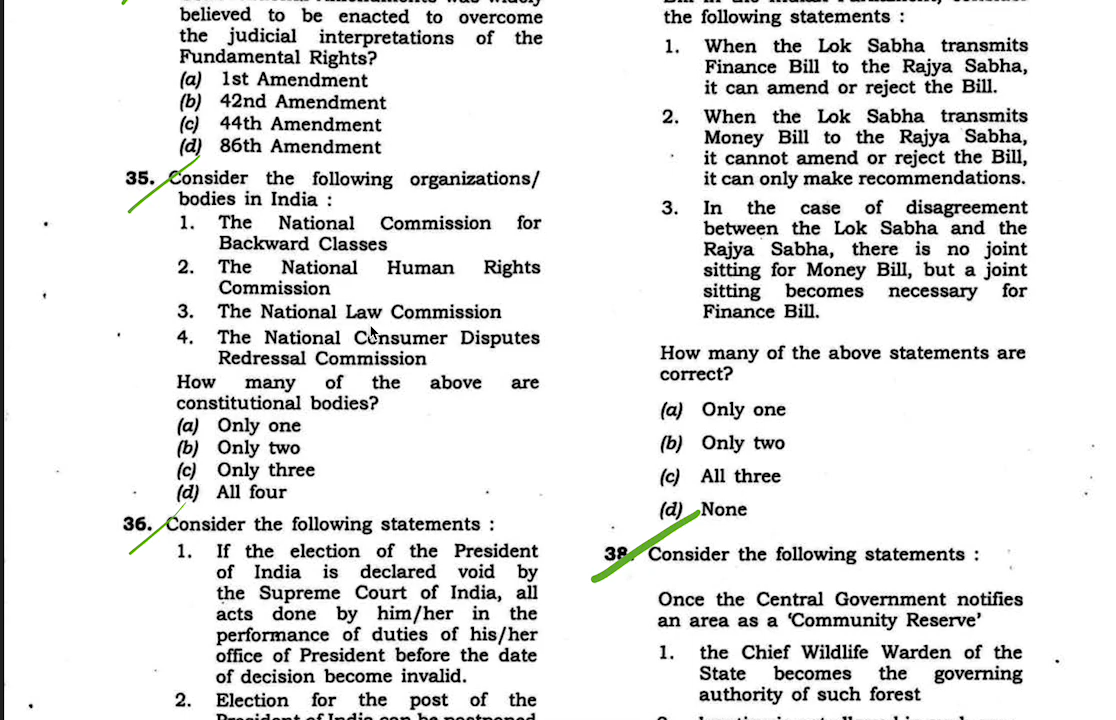 believed to be enacted to overcome
the judicial interpretations of the
Fundamental Rights?
(a) 1st Amendment
(b) 42nd Amendment
(c) 44th Amendment
(d) 86th Amendment
35. Consider the following organizations/
bodies in India :
1. The National Commission for
Backward Classes
2. The National Human Rights
Commission
3. The National Law Commission
4. The National Consumer Disputes
Redressal Commission
How many of the above are
constitutional bodies?
(a) Only one
(b) Only two
(c) Only three
(d) All four
36. Consider the following statements :
1. If the election of the President
of India is declared void by
the Supreme Court of India, all
acts done by him/her in the
performance of duties of his/her
office of President before the date
of decision become invalid.
2. Election for the post of the
President of India can be postponed
the following statements :
1. When the Lok Sabha transmits
Finance Bill to the Rajya Sabha,
it can amend or reject the Bill.
2. When the Lok Sabha transmits
Money Bill to the Rajya Sabha,
it cannot amend or reject the Bill,
it can only make recommendations.
3. In the case of disagreement
between the Lok Sabha and the
Rajya Sabha, there is no joint
sitting for Money Bill, but a joint
sitting becomes necessary for
Finance Bill.
How many of the above statements are
correct?
(a) Only one
(b) Only two
(c) All three
(d) None
38. Consider the following statements :
Once the Central Government notifies
an area as a 'Community Reserve'
1. the Chief Wildlife Warden of the
State becomes the governing
authority of such forest